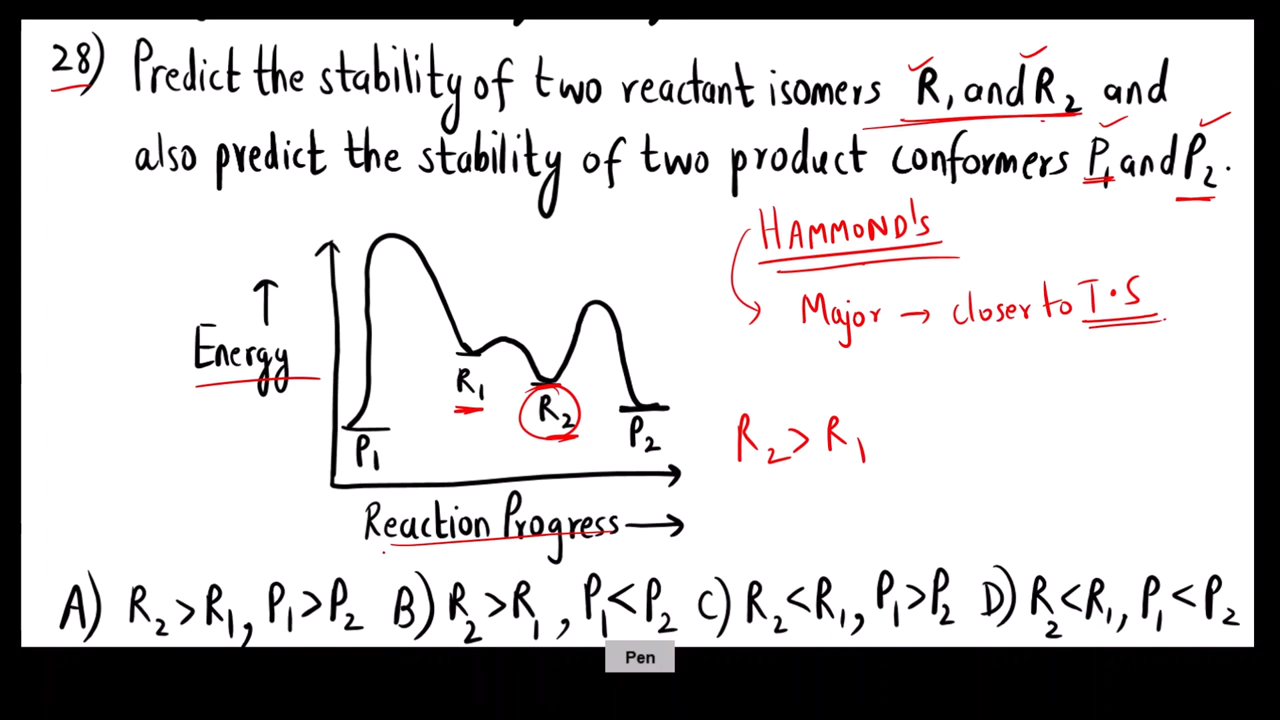 28) Predict the stability of two reactant isomers R₁ and R₂ and
also predict the stability of two product conformers P₁ and P₂.
HAMMOND'S
Major → closer to T.S
Energy
R₁
R₂
P₁
P₂
R₂ > R₁
Reaction Progress
A) R₂ > R₁, P₁ > P₂ B) R₂ > R₁, P₁ < P₂ C) R₂ < R₁, P₁ > P₂ D) R₂ < R₁, P₁ < P₂
Pen